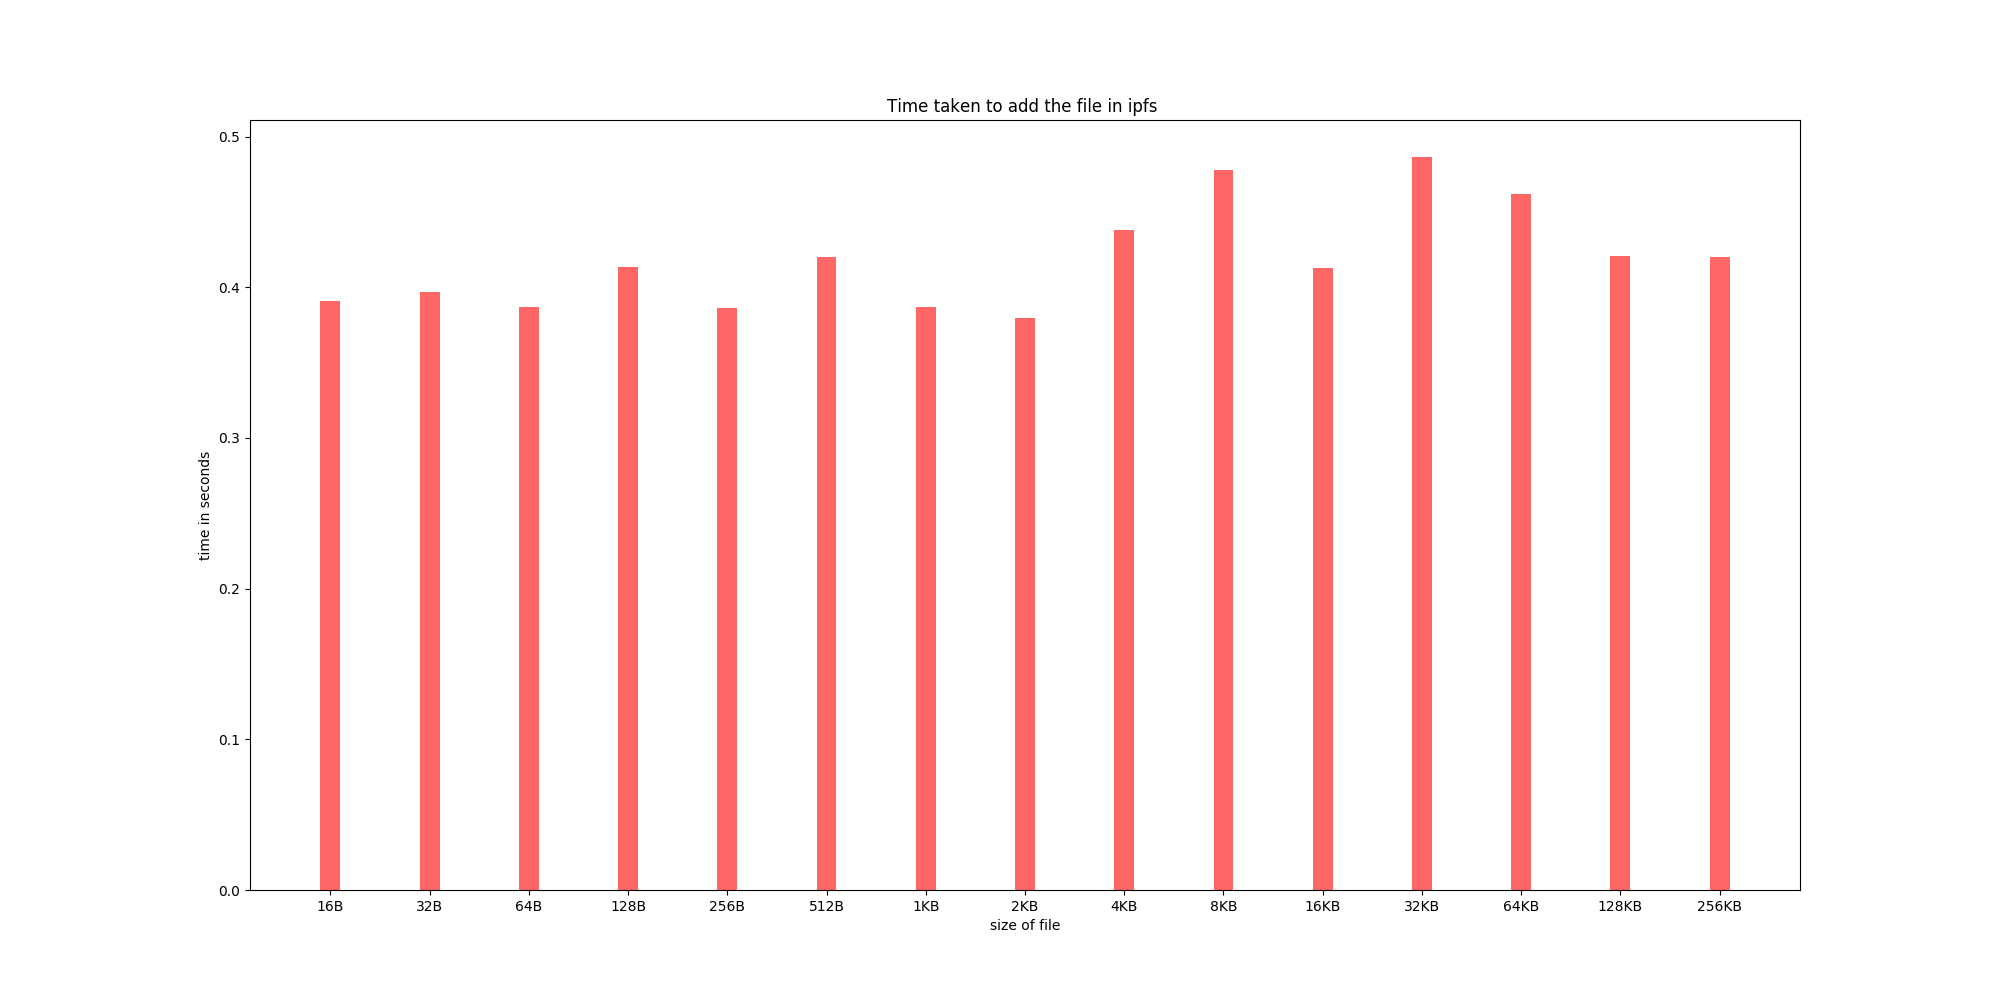 Time taken to add the file in ipfs
0.5
0.4
0.3
0.2
0.1
0.0
time in seconds
16B 32B 64B 128B 256B 512B 1KB 2KB 4KB 8KB 16KB 32KB 64KB 128KB 256KB
size of file